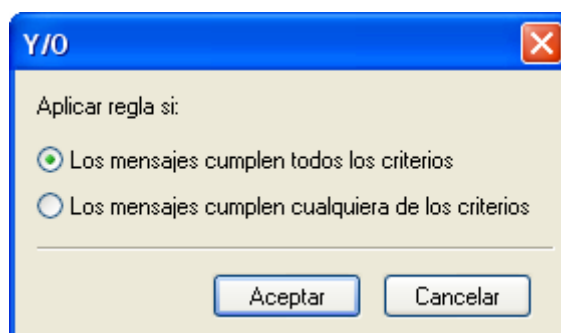 Y/O
Aplicar regla si:
Los mensajes cumplen todos los criterios
Los mensajes cumplen cualquiera de los criterios
Aceptar
Cancelar